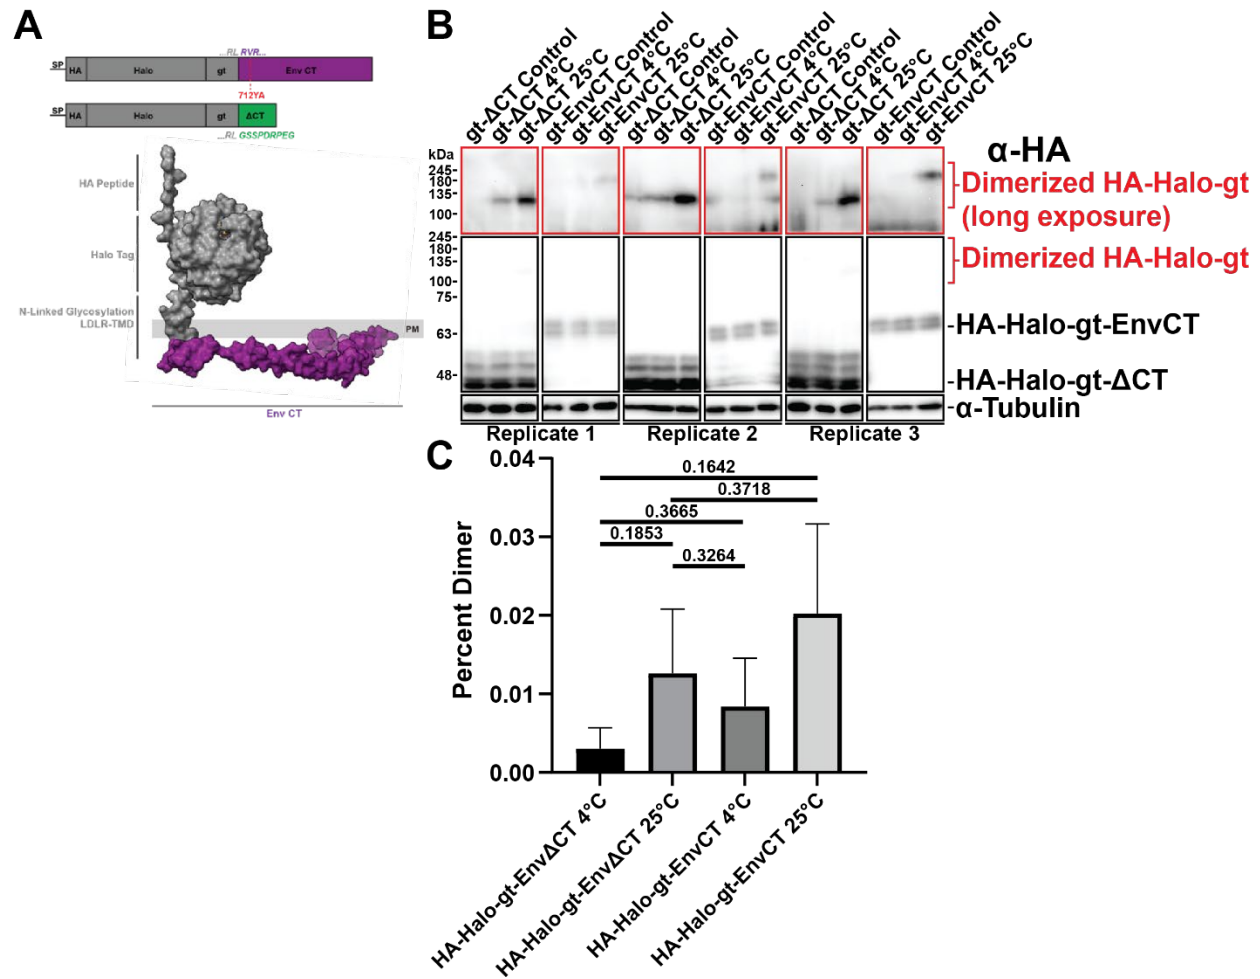 A
...RL RVR...
SP HA Halo gt Env CT
712YA
SP HA Halo gt ΔCT
...RL GSSPDRPEG
HA Peptide
Halo Tag
N-Linked Glycosylation
LDLR-TMD
PM
Env CT
B
gt-ΔCT Control
gt-ΔCT 4°C
gt-ΔCT 25°C
gt-EnvCT Control
gt-EnvCT 4°C
gt-EnvCT 25°C
gt-ΔCT Control
gt-ΔCT 4°C
gt-ΔCT 25°C
gt-EnvCT Control
gt-EnvCT 4°C
gt-EnvCT 25°C
gt-ΔCT Control
gt-ΔCT 4°C
gt-ΔCT 25°C
gt-EnvCT Control
gt-EnvCT 4°C
gt-EnvCT 25°C
kDa
245-
180-
135-
100-
245-
180-
135-
100-
75-
63-
48-
α-HA
Dimerized HA-Halo-gt
(long exposure)
Dimerized HA-Halo-gt
-HA-Halo-gt-EnvCT
-HA-Halo-gt-ΔCT
-α-Tubulin
Replicate 1 Replicate 2 Replicate 3
C
Percent Dimer
0.04
0.03
0.02
0.01
0.00
0.1642
0.3718
0.3665
0.1853
0.3264
HA-Halo-gt-EnvΔCT 4°C
HA-Halo-gt-EnvΔCT 25°C
HA-Halo-gt-EnvCT 4°C
HA-Halo-gt-EnvCT 25°C